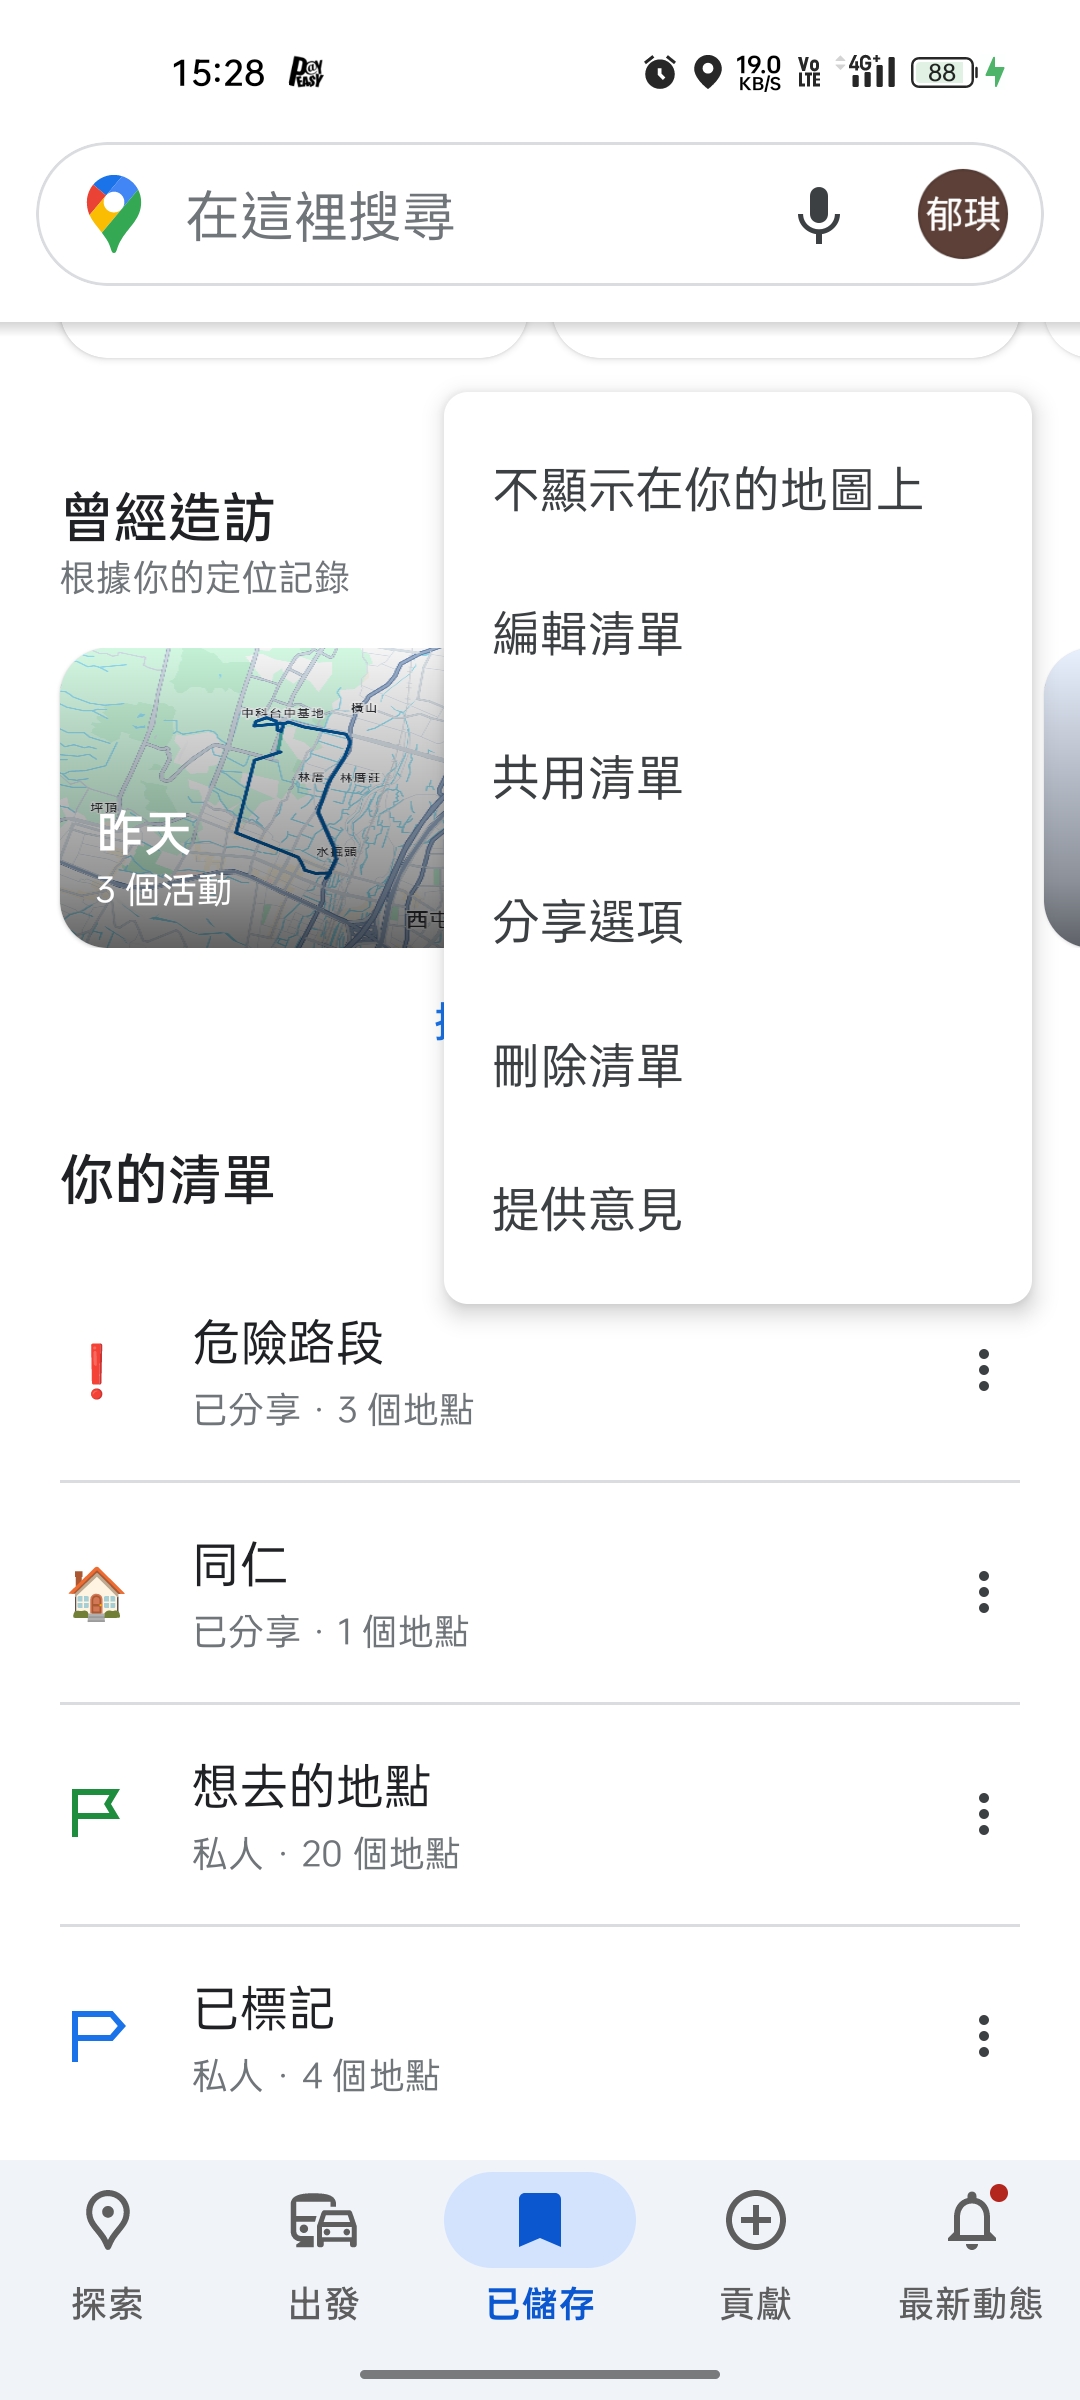 15:28
P@Y EASY
19.0
KB/S
Vo
LTE
4G+
88
在這裡搜尋
郁琪
不顯示在你的地圖上
編輯清單
共用清單
分享選項
刪除清單
提供意見
曾經造訪
根據你的定位記錄
中科台中基地
橫山
林厝
林厝莊
坪頂
水堀頭
西屯
昨天
3 個活動
你的清單
危險路段
已分享 · 3 個地點
同仁
已分享 · 1 個地點
想去的地點
私人 · 20 個地點
已標記
私人 · 4 個地點
探索
出發
已儲存
貢獻
最新動態